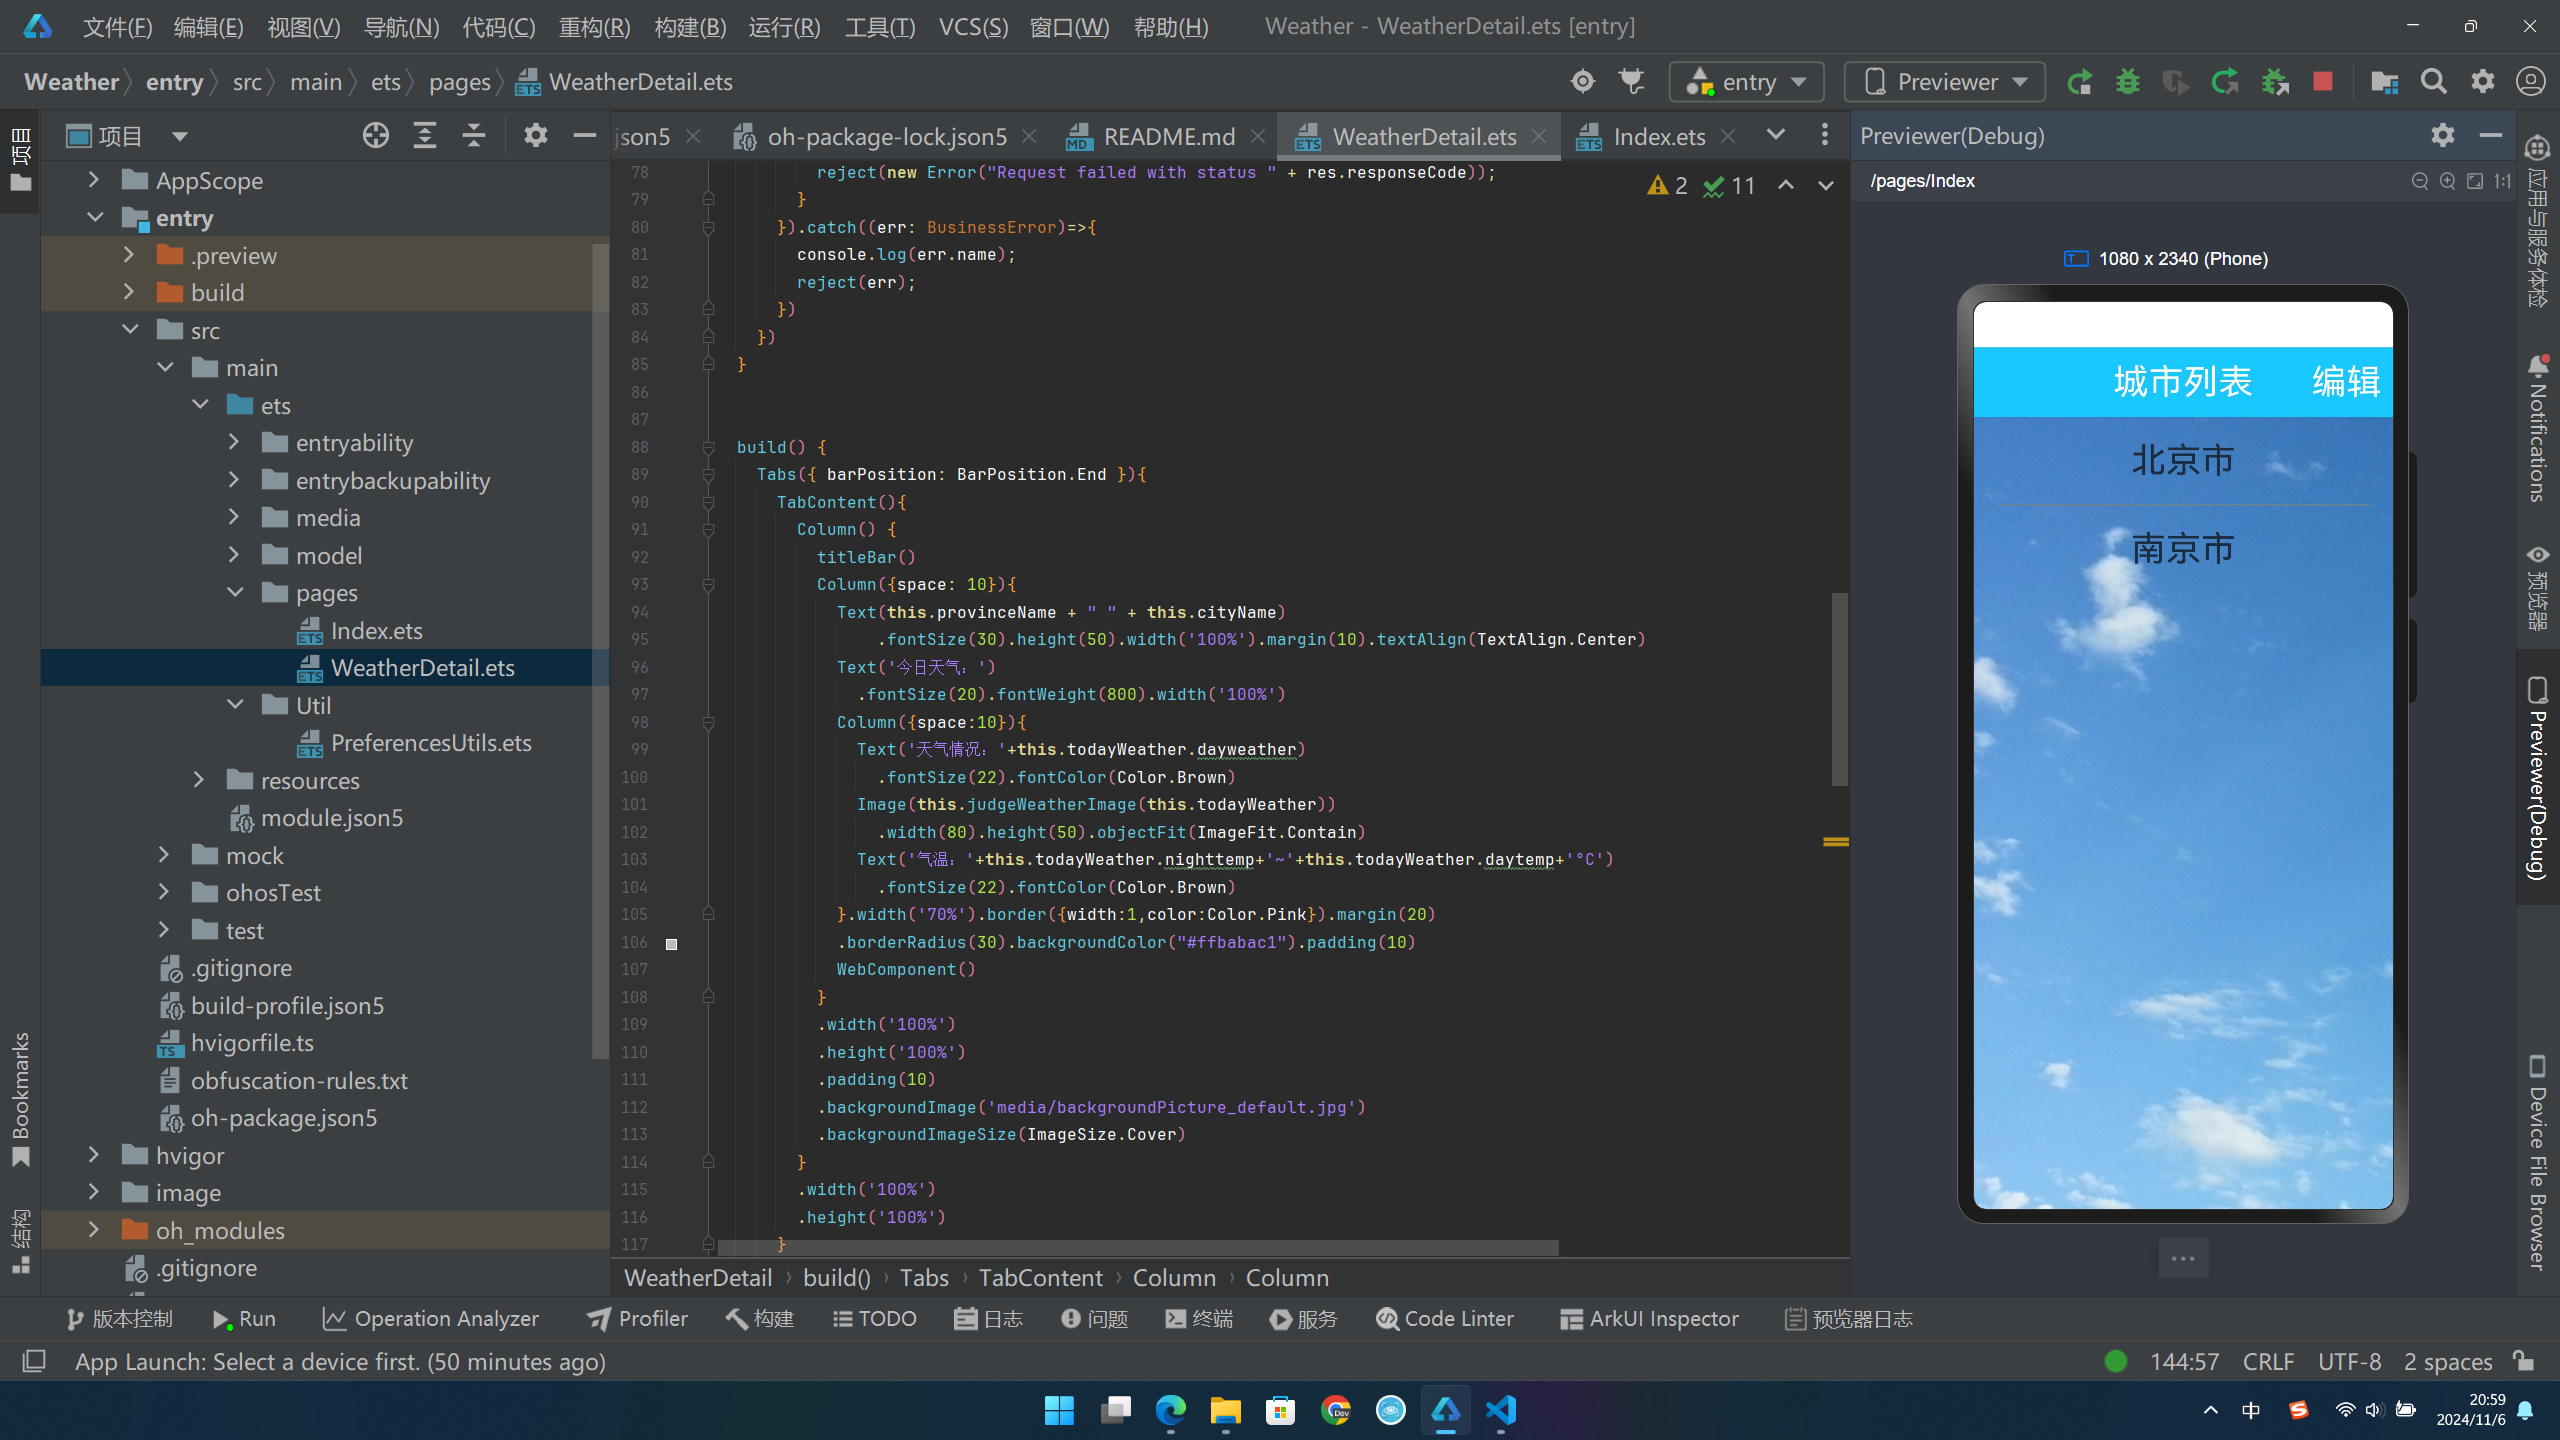 文件(F) 编辑(E) 视图(V) 导航(N) 代码(C) 重构(R) 构建(B) 运行(R) 工具(T) VCS(S) 窗口(W) 帮助(H) Weather - WeatherDetail.ets [entry]
Weather entry src main ets pages WeatherDetail.ets entry Previewer
项目
AppScope
entry
.preview
build
src
main
ets
entryability
entrybackupability
media
model
pages
Index.ets
WeatherDetail.ets
Util
PreferencesUtils.ets
resources
module.json5
mock
ohosTest
test
.gitignore
build-profile.json5
hvigorfile.ts
obfuscation-rules.txt
oh-package.json5
hvigor
image
oh_modules
.gitignore
项目
Bookmarks
结构
json5 oh-package-lock.json5 README.md WeatherDetail.ets Index.ets
2 11
78 reject(new Error("Request failed with status " + res.responseCode));
79 }
80 }).catch((err: BusinessError)=>{
81 console.log(err.name);
82 reject(err);
83 })
84 })
85 }
86
87
88 build() {
89 Tabs({ barPosition: BarPosition.End }){
90 TabContent(){
91 Column() {
92 titleBar()
93 Column({space: 10}){
94 Text(this.provinceName + " " + this.cityName)
95 .fontSize(30).height(50).width('100%').margin(10).textAlign(TextAlign.Center)
96 Text('今日天气：')
97 .fontSize(20).fontWeight(800).width('100%')
98 Column({space:10}){
99 Text('天气情况：'+this.todayWeather.dayweather)
100 .fontSize(22).fontColor(Color.Brown)
101 Image(this.judgeWeatherImage(this.todayWeather))
102 .width(80).height(50).objectFit(ImageFit.Contain)
103 Text('气温：'+this.todayWeather.nighttemp+'~'+this.todayWeather.daytemp+'°C')
104 .fontSize(22).fontColor(Color.Brown)
105 }.width('70%').border({width:1,color:Color.Pink}).margin(20)
106 .borderRadius(30).backgroundColor("#ffbabac1").padding(10)
107 WebComponent()
108 }
109 .width('100%')
110 .height('100%')
111 .padding(10)
112 .backgroundImage('media/backgroundPicture_default.jpg')
113 .backgroundImageSize(ImageSize.Cover)
114 }
115 .width('100%')
116 .height('100%')
117 }
WeatherDetail build() Tabs TabContent Column Column
Previewer(Debug)
/pages/Index
1:1
1080 x 2340 (Phone)
城市列表 编辑
北京市
南京市
应用与服务体检
Notifications
预览器
Previewer(Debug)
Device File Browser
版本控制 Run Operation Analyzer Profiler 构建 TODO 日志 问题 终端 服务 Code Linter ArkUI Inspector 预览器日志
App Launch: Select a device first. (50 minutes ago) 144:57 CRLF UTF-8 2 spaces
中 20:59
2024/11/6